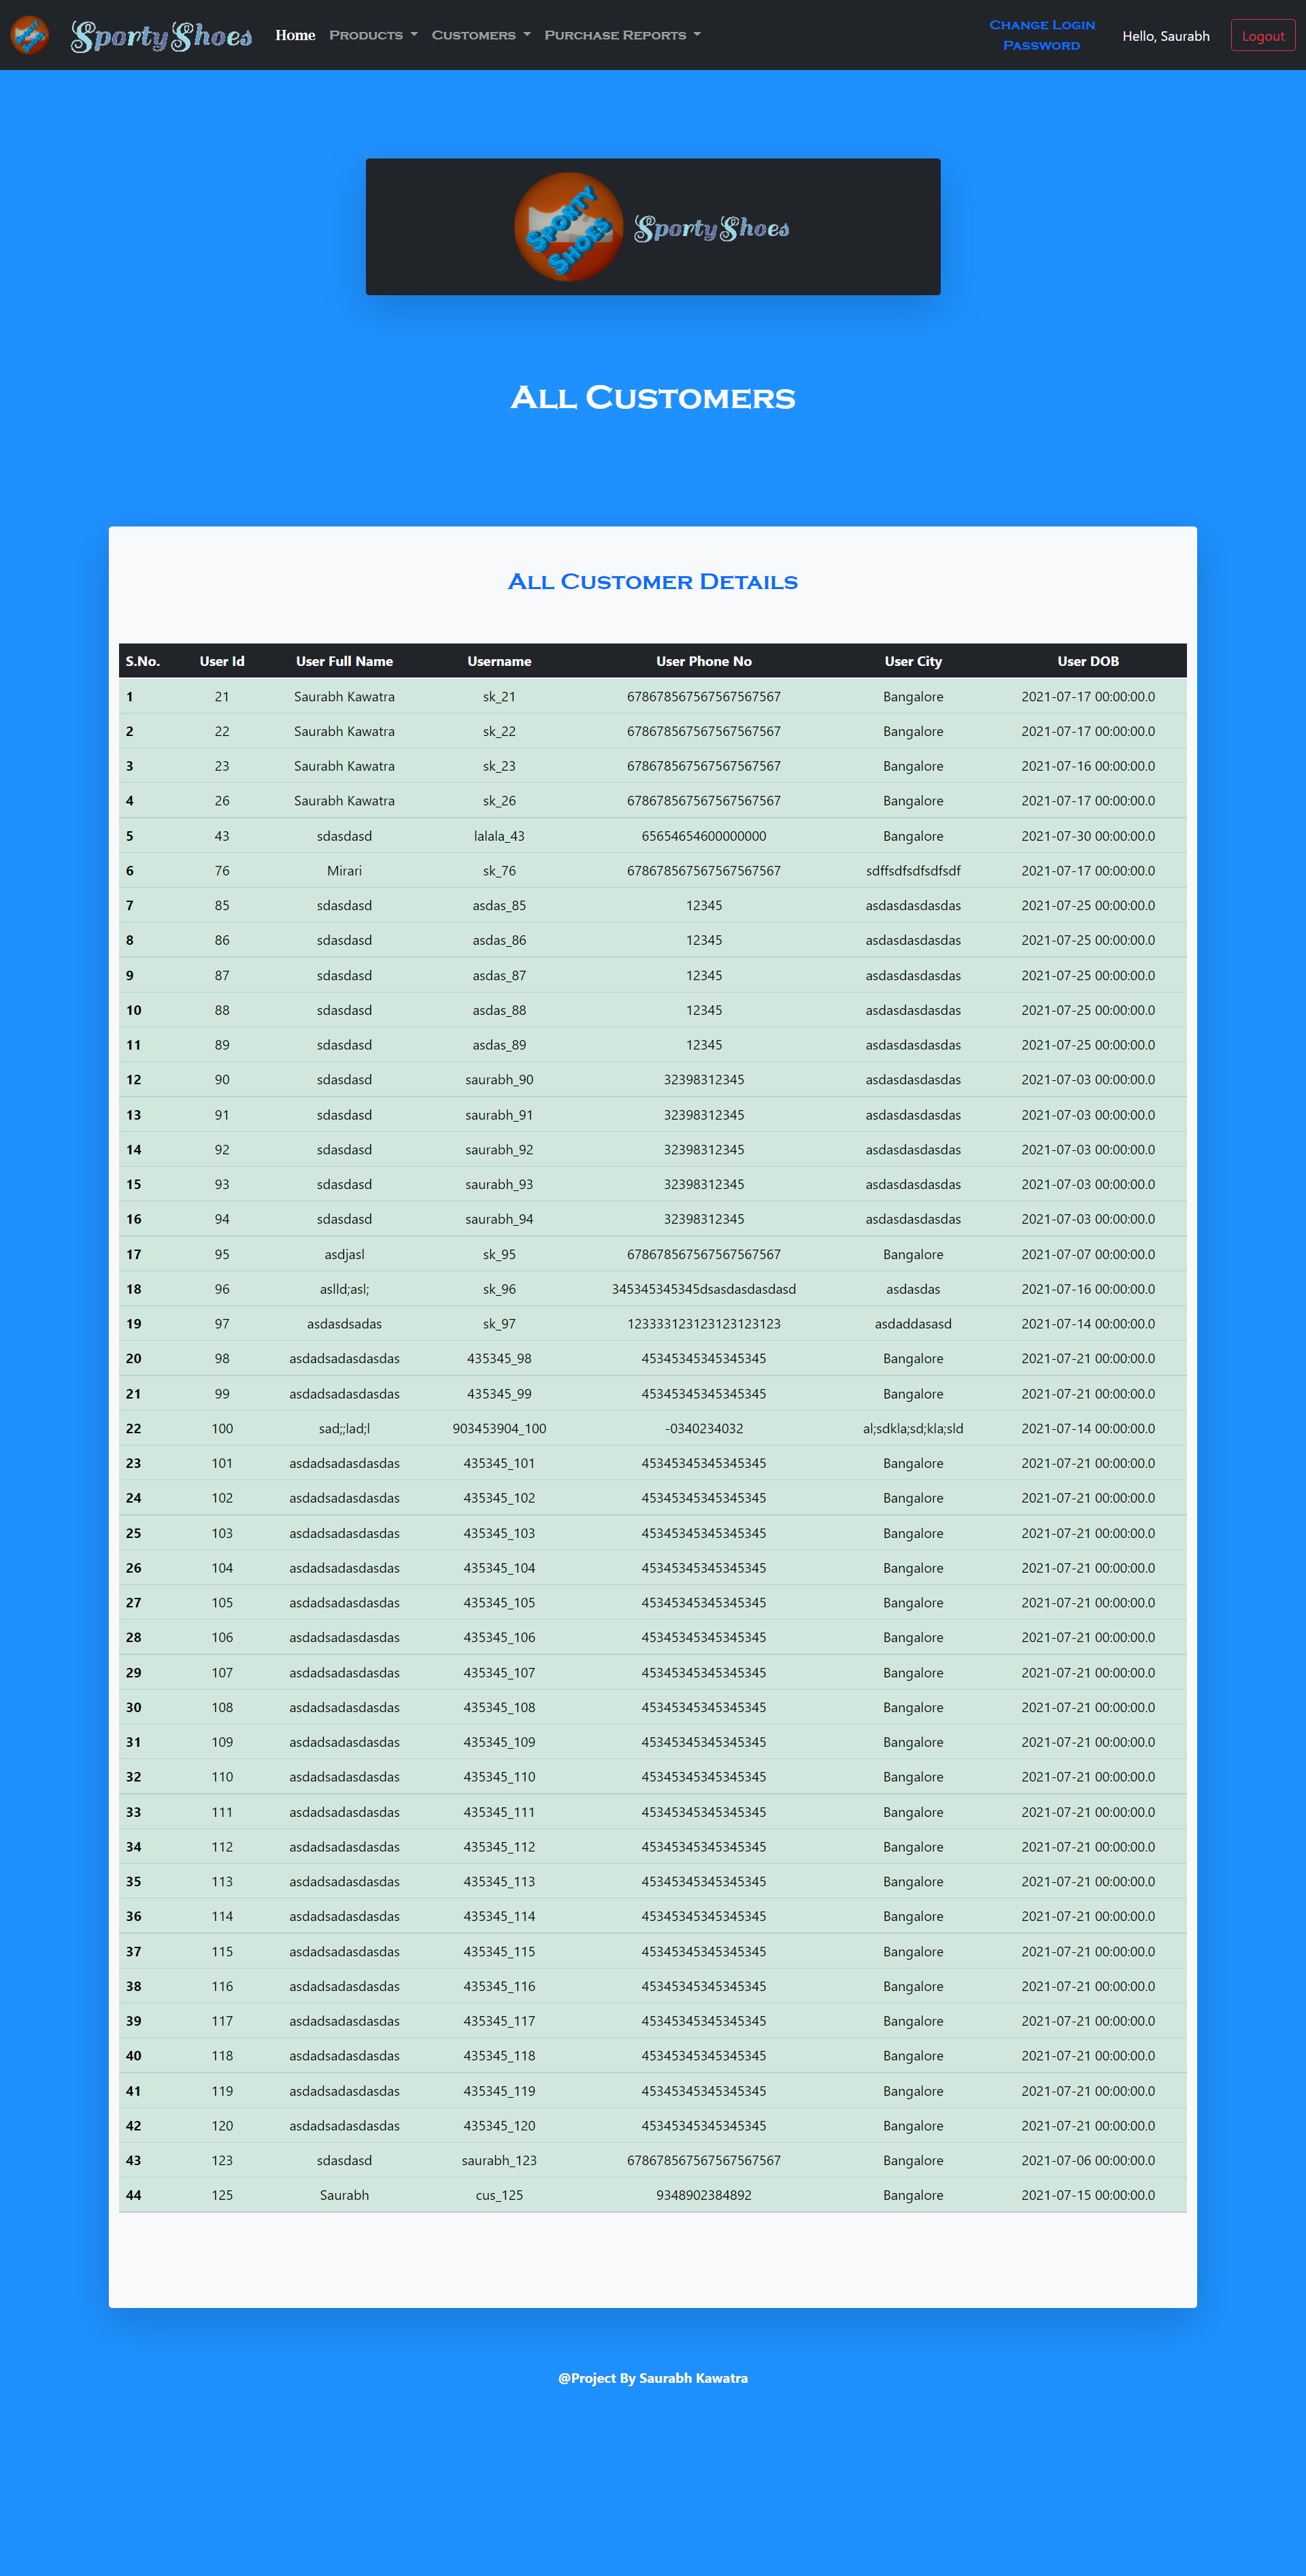 SportyShoes Home Products Customers Purchase Reports Change Login Password Hello, Saurabh Logout
Sporty Shoes SportyShoes
All Customers
All Customer Details
S.No. User Id User Full Name Username User Phone No User City User DOB
1 21 Saurabh Kawatra sk_21 678678567567567567567 Bangalore 2021-07-17 00:00:00.0
2 22 Saurabh Kawatra sk_22 678678567567567567567 Bangalore 2021-07-17 00:00:00.0
3 23 Saurabh Kawatra sk_23 678678567567567567567 Bangalore 2021-07-16 00:00:00.0
4 26 Saurabh Kawatra sk_26 678678567567567567567 Bangalore 2021-07-17 00:00:00.0
5 43 sdasdasd lalala_43 65654654600000000 Bangalore 2021-07-30 00:00:00.0
6 76 Mirari sk_76 678678567567567567567 sdffsdfsdfsdfsdf 2021-07-17 00:00:00.0
7 85 sdasdasd asdas_85 12345 asdasdasdasdas 2021-07-25 00:00:00.0
8 86 sdasdasd asdas_86 12345 asdasdasdasdas 2021-07-25 00:00:00.0
9 87 sdasdasd asdas_87 12345 asdasdasdasdas 2021-07-25 00:00:00.0
10 88 sdasdasd asdas_88 12345 asdasdasdasdas 2021-07-25 00:00:00.0
11 89 sdasdasd asdas_89 12345 asdasdasdasdas 2021-07-25 00:00:00.0
12 90 sdasdasd saurabh_90 32398312345 asdasdasdasdas 2021-07-03 00:00:00.0
13 91 sdasdasd saurabh_91 32398312345 asdasdasdasdas 2021-07-03 00:00:00.0
14 92 sdasdasd saurabh_92 32398312345 asdasdasdasdas 2021-07-03 00:00:00.0
15 93 sdasdasd saurabh_93 32398312345 asdasdasdasdas 2021-07-03 00:00:00.0
16 94 sdasdasd saurabh_94 32398312345 asdasdasdasdas 2021-07-03 00:00:00.0
17 95 asdjasl sk_95 678678567567567567567 Bangalore 2021-07-07 00:00:00.0
18 96 aslld;asl; sk_96 345345345345dsasdasdasdasd asdasdas 2021-07-16 00:00:00.0
19 97 asdasdsadas sk_97 123333123123123123123 asdaddasasd 2021-07-14 00:00:00.0
20 98 asdadsadasdasdas 435345_98 45345345345345345 Bangalore 2021-07-21 00:00:00.0
21 99 asdadsadasdasdas 435345_99 45345345345345345 Bangalore 2021-07-21 00:00:00.0
22 100 sad;;lad;l 903453904_100 -0340234032 al;sdkla;sd;kla;sld 2021-07-14 00:00:00.0
23 101 asdadsadasdasdas 435345_101 45345345345345345 Bangalore 2021-07-21 00:00:00.0
24 102 asdadsadasdasdas 435345_102 45345345345345345 Bangalore 2021-07-21 00:00:00.0
25 103 asdadsadasdasdas 435345_103 45345345345345345 Bangalore 2021-07-21 00:00:00.0
26 104 asdadsadasdasdas 435345_104 45345345345345345 Bangalore 2021-07-21 00:00:00.0
27 105 asdadsadasdasdas 435345_105 45345345345345345 Bangalore 2021-07-21 00:00:00.0
28 106 asdadsadasdasdas 435345_106 45345345345345345 Bangalore 2021-07-21 00:00:00.0
29 107 asdadsadasdasdas 435345_107 45345345345345345 Bangalore 2021-07-21 00:00:00.0
30 108 asdadsadasdasdas 435345_108 45345345345345345 Bangalore 2021-07-21 00:00:00.0
31 109 asdadsadasdasdas 435345_109 45345345345345345 Bangalore 2021-07-21 00:00:00.0
32 110 asdadsadasdasdas 435345_110 45345345345345345 Bangalore 2021-07-21 00:00:00.0
33 111 asdadsadasdasdas 435345_111 45345345345345345 Bangalore 2021-07-21 00:00:00.0
34 112 asdadsadasdasdas 435345_112 45345345345345345 Bangalore 2021-07-21 00:00:00.0
35 113 asdadsadasdasdas 435345_113 45345345345345345 Bangalore 2021-07-21 00:00:00.0
36 114 asdadsadasdasdas 435345_114 45345345345345345 Bangalore 2021-07-21 00:00:00.0
37 115 asdadsadasdasdas 435345_115 45345345345345345 Bangalore 2021-07-21 00:00:00.0
38 116 asdadsadasdasdas 435345_116 45345345345345345 Bangalore 2021-07-21 00:00:00.0
39 117 asdadsadasdasdas 435345_117 45345345345345345 Bangalore 2021-07-21 00:00:00.0
40 118 asdadsadasdasdas 435345_118 45345345345345345 Bangalore 2021-07-21 00:00:00.0
41 119 asdadsadasdasdas 435345_119 45345345345345345 Bangalore 2021-07-21 00:00:00.0
42 120 asdadsadasdasdas 435345_120 45345345345345345 Bangalore 2021-07-21 00:00:00.0
43 123 sdasdasd saurabh_123 678678567567567567567 Bangalore 2021-07-06 00:00:00.0
44 125 Saurabh cus_125 9348902384892 Bangalore 2021-07-15 00:00:00.0
@Project By Saurabh Kawatra